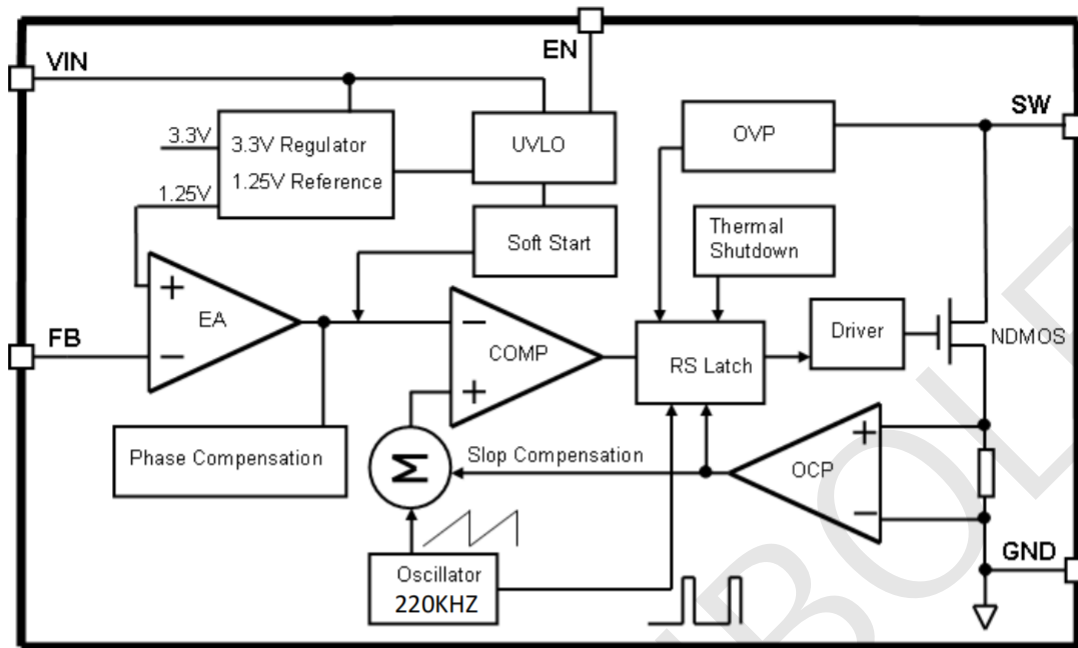 EN
VIN
SW
3.3V
3.3V Regulator
1.25V Reference
1.25V
UVLO
OVP
Soft Start
Thermal
Shutdown
EA
FB
COMP
RS Latch
Driver
NDMOS
Phase Compensation
Σ
Slop Compensation
OCP
GND
Oscillator
220KHZ